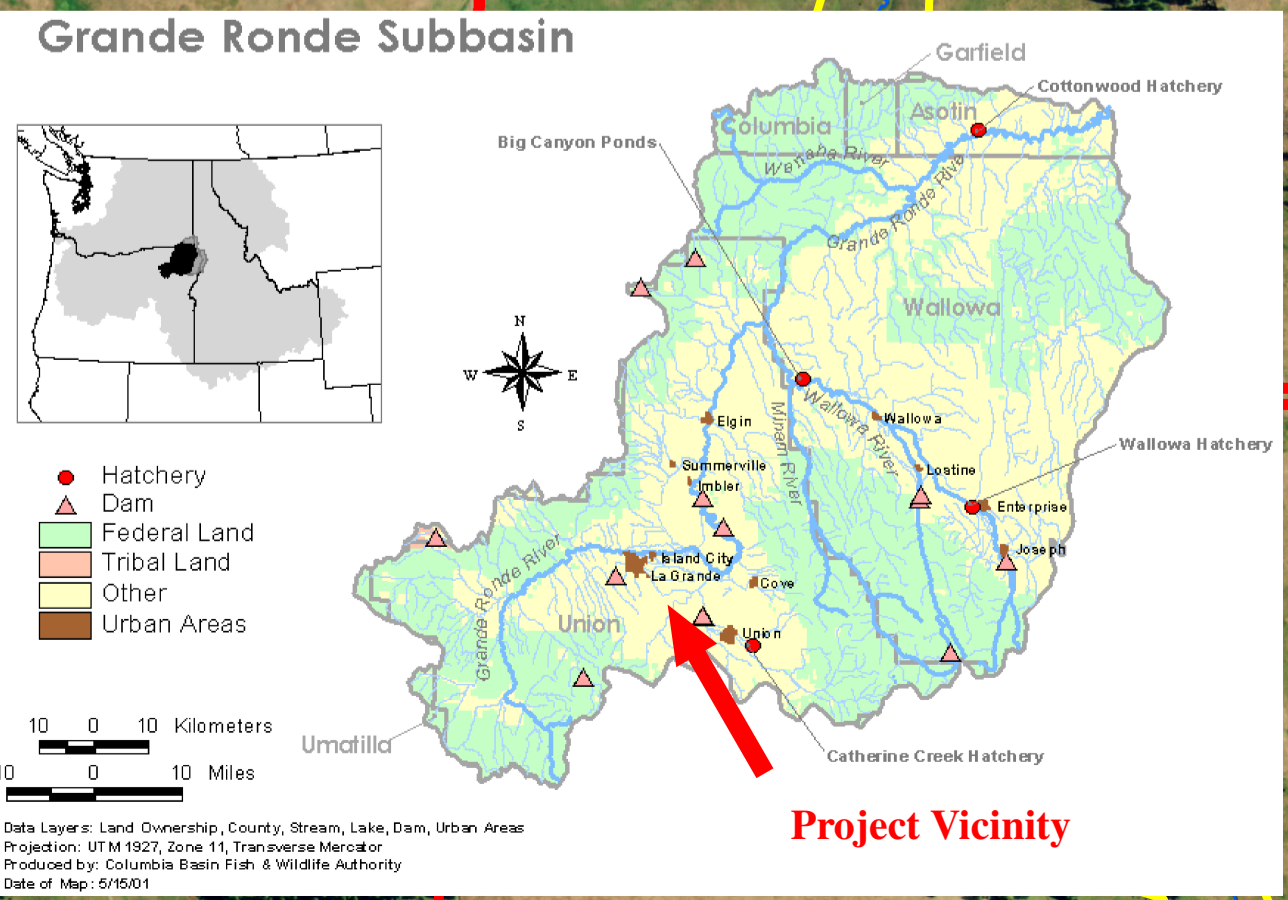 Grande Ronde Subbasin
Garfield
Cottonwood Hatchery
Asotin
Columbia
Big Canyon Ponds
Wenaha River
Grande Ronde River
Wallowa
N
W
E
S
Elgin
Minam River
Wallowa River
Wallowa
Wallowa Hatchery
Summerville
Lostine
Imbler
Enterprise
Joseph
Hatchery
Dam
Federal Land
Tribal Land
Other
Urban Areas
Grande Ronde River
Island City
La Grande
Cove
Union
Union
10 0 10 Kilometers
Umatilla
10 0 10 Miles
Catherine Creek Hatchery
Project Vicinity
Data Layers: Land Ownership, County, Stream, Lake, Dam, Urban Areas
Projection: UTM 1927, Zone 11, Transverse Mercator
Produced by: Columbia Basin Fish & Wildlife Authority
Date of Map: 5/15/01